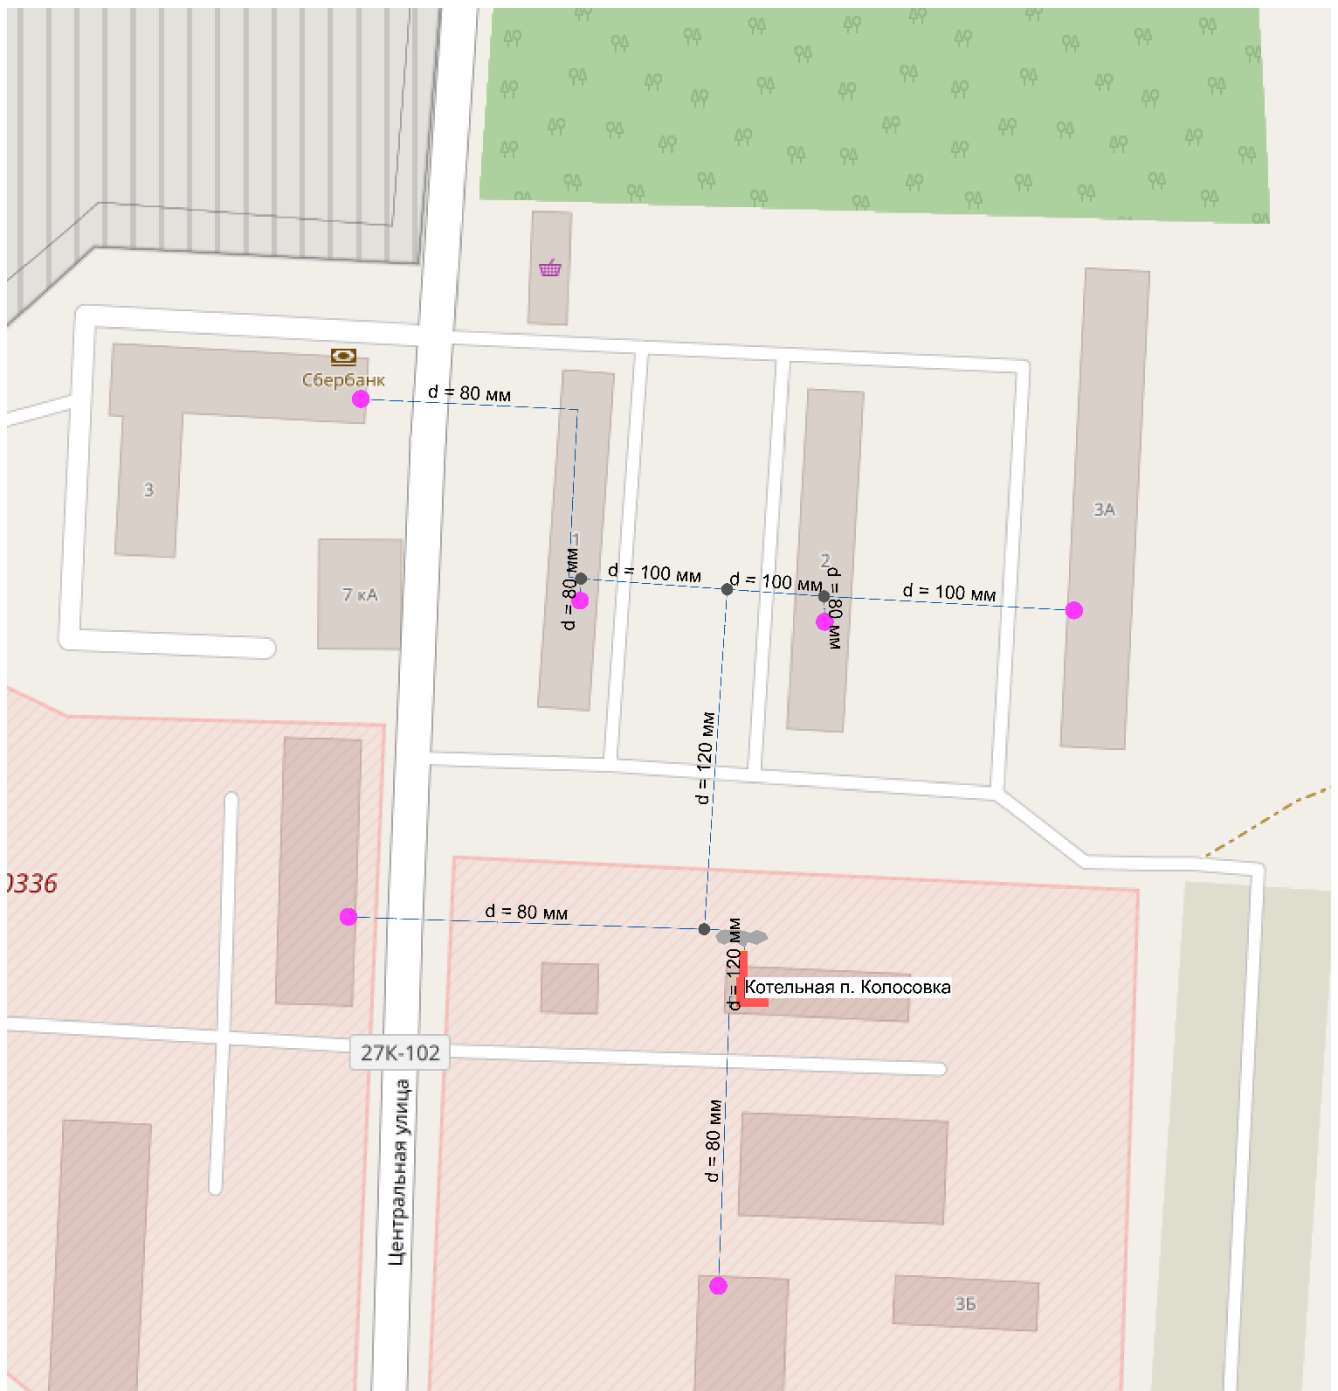 Сбербанк
d = 80 мм
3
1
3А
d = 80 мм
d = 100 мм
d = 100 мм
2
d = 80 мм
d = 100 мм
7 кА
d = 120 мм
0336
d = 80 мм
d = 120 мм
Котельная п. Колосовка
27К-102
Центральная улица
d = 80 мм
3Б